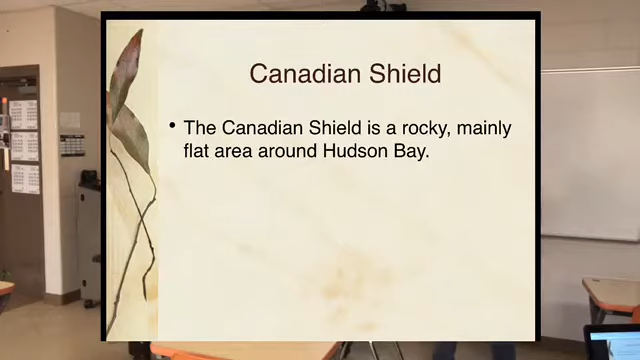 Canadian Shield
• The Canadian Shield is a rocky, mainly
flat area around Hudson Bay.